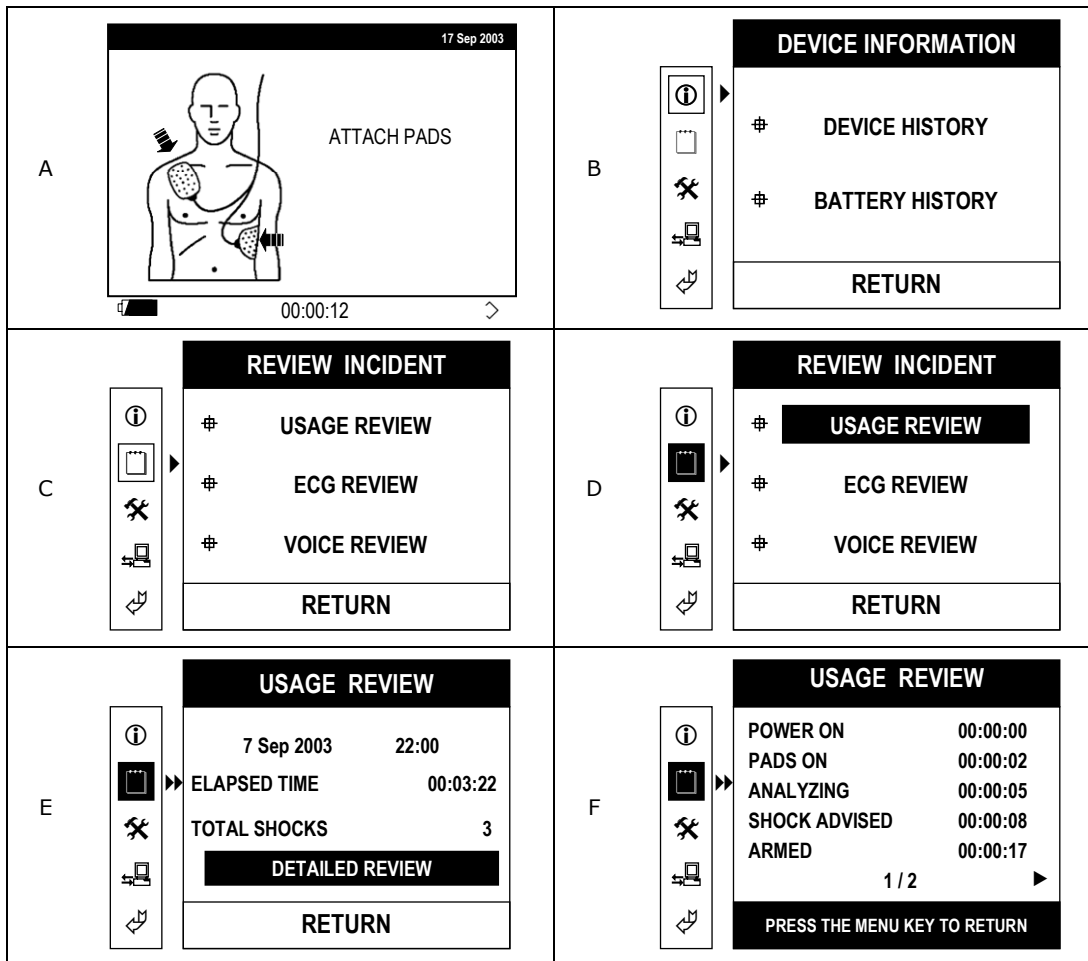 A
17 Sep 2003
ATTACH PADS
00:00:12
B
DEVICE INFORMATION
DEVICE HISTORY
BATTERY HISTORY
RETURN
C
REVIEW INCIDENT
USAGE REVIEW
ECG REVIEW
VOICE REVIEW
RETURN
D
REVIEW INCIDENT
USAGE REVIEW
ECG REVIEW
VOICE REVIEW
RETURN
E
USAGE REVIEW
7 Sep 2003 22:00
ELAPSED TIME 00:03:22
TOTAL SHOCKS 3
DETAILED REVIEW
RETURN
F
USAGE REVIEW
POWER ON 00:00:00
PADS ON 00:00:02
ANALYZING 00:00:05
SHOCK ADVISED 00:00:08
ARMED 00:00:17
1 / 2
PRESS THE MENU KEY TO RETURN